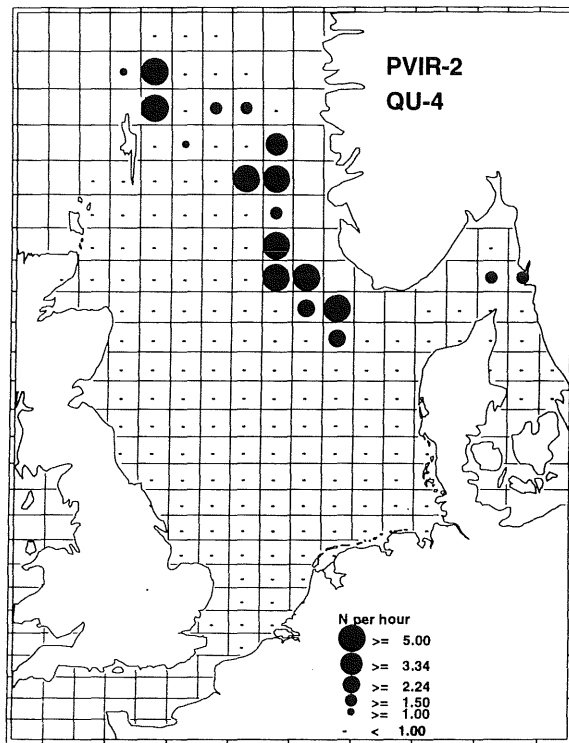 PVIR-2
QU-4
N per hour
>= 5.00
>= 3.34
>= 2.24
>= 1.50
>= 1.00
- < 1.00